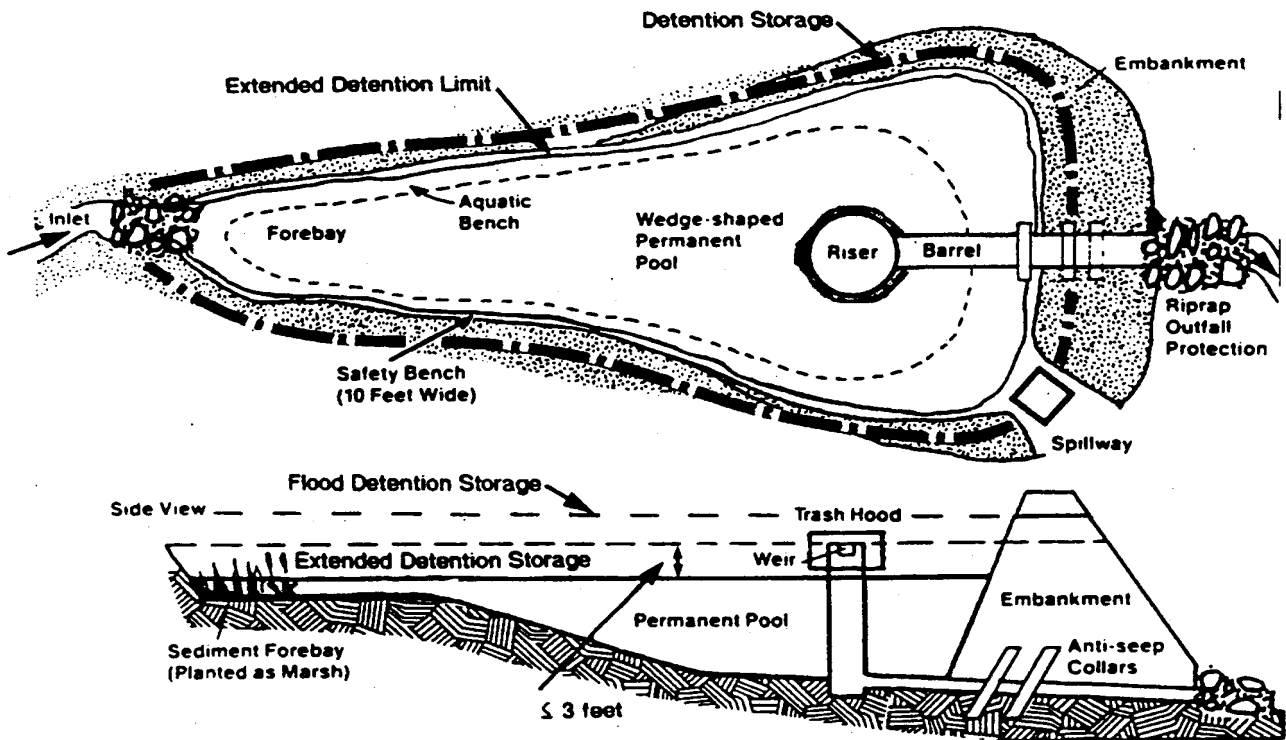 Detention Storage
Embankment
Extended Detention Limit
Inlet
Aquatic
Bench
Forebay
Wedge-shaped
Permanent
Pool
Riser
Barrel
Riprap
Outfall
Protection
Safety Bench
(10 Feet Wide)
Spillway
Flood Detention Storage
Side View
Trash Hood
Extended Detention Storage
Weir
Permanent Pool
Embankment
Sediment Forebay
(Planted as Marsh)
Anti-seep
Collars
≤ 3 feet